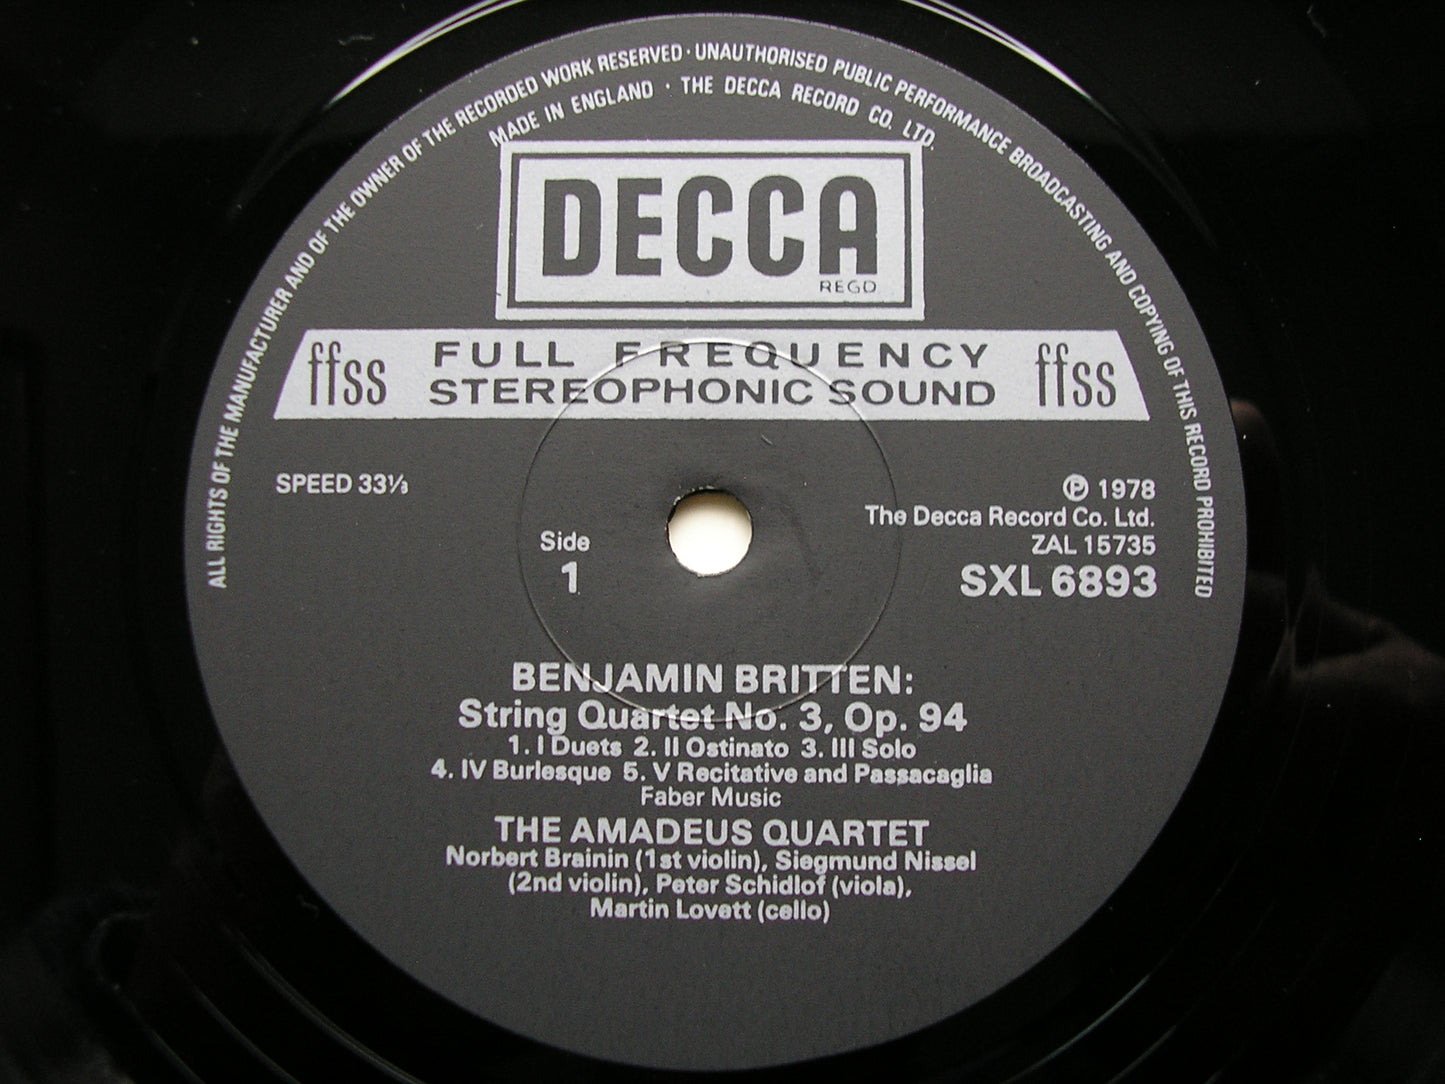 ALL RIGHTS OF THE MANUFACTURER AND OF THE OWNER OF THE RECORDED WORK RESERVED · UNAUTHORISED PUBLIC PERFORMANCE BROADCASTING AND COPYING OF THIS RECORD PROHIBITED
MADE IN ENGLAND · THE DECCA RECORD CO. LTD.
DECCA
REGD
ffss FULL FREQUENCY ffss
STEREOPHONIC SOUND
SPEED 33⅓
℗ 1978
The Decca Record Co. Ltd.
ZAL 15735
SXL 6893
Side
1
BENJAMIN BRITTEN:
String Quartet No. 3, Op. 94
1. I Duets 2. II Ostinato 3. III Solo
4. IV Burlesque 5. V Recitative and Passacaglia
Faber Music
THE AMADEUS QUARTET
Norbert Brainin (1st violin), Siegmund Nissel
(2nd violin), Peter Schidlof (viola),
Martin Lovett (cello)